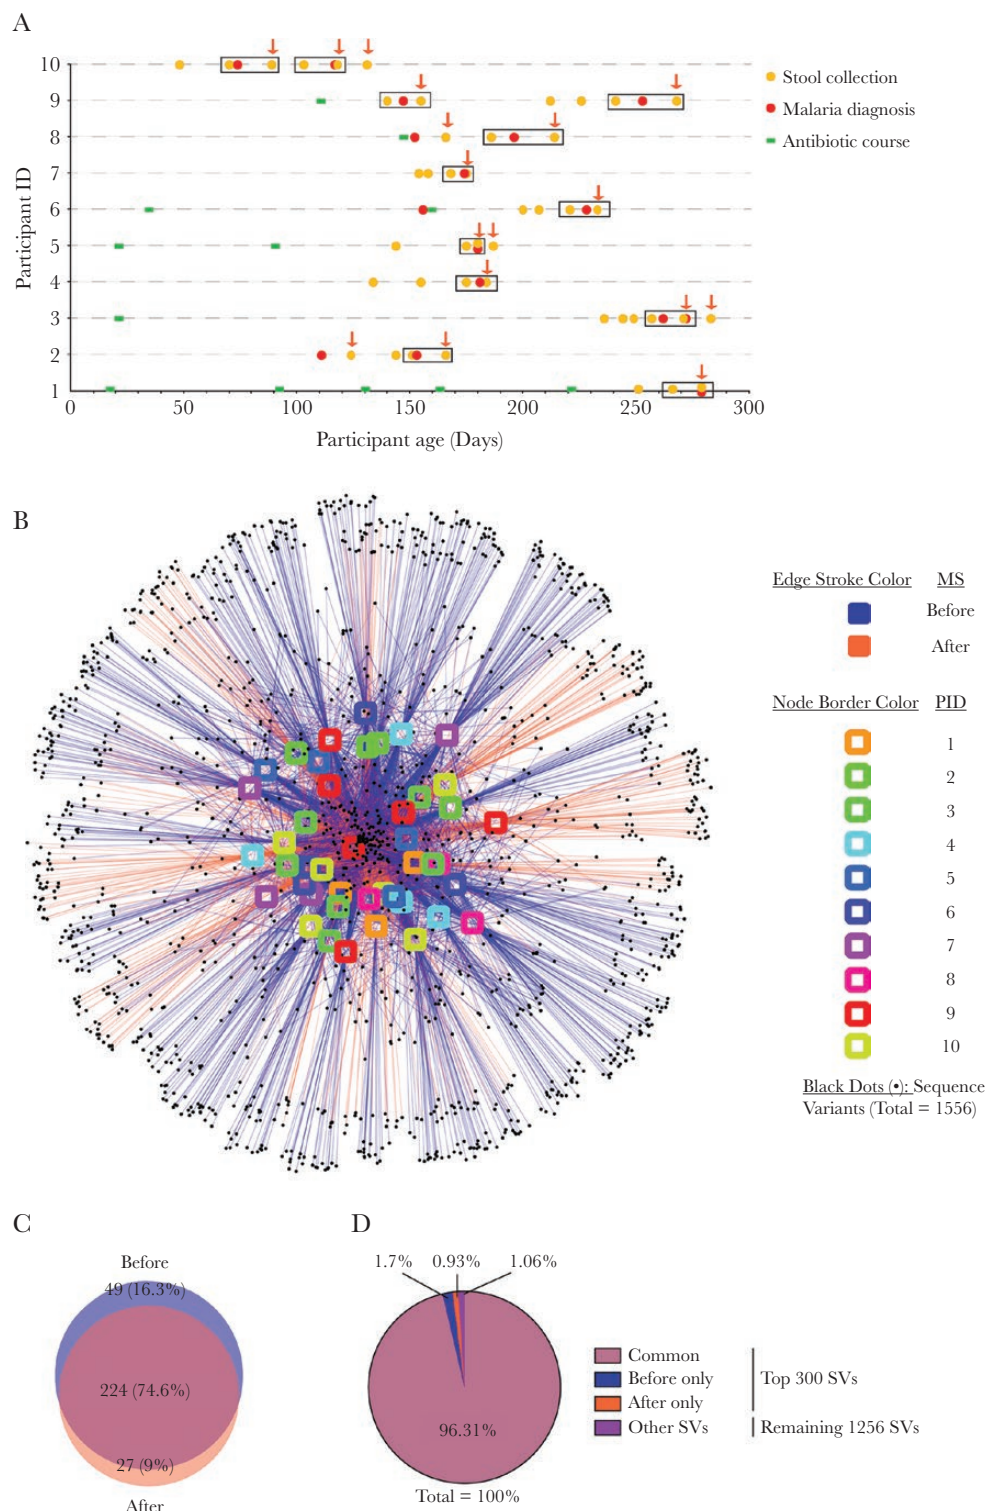 A
10
9
8
7
6
5
4
3
2
1
Participant ID
0 50 100 150 200 250 300
Participant age (Days)
Stool collection
Malaria diagnosis
Antibiotic course
B
Edge Stroke Color MS
Before
After
Node Border Color PID
1
2
3
4
5
6
7
8
9
10
Black Dots (•): Sequence
Variants (Total = 1556)
C
Before
49 (16.3%)
224 (74.6%)
27 (9%)
After
D
1.7% 0.93% 1.06%
96.31%
Total = 100%
Common
Before only
After only
Other SVs
Top 300 SVs
Remaining 1256 SVs